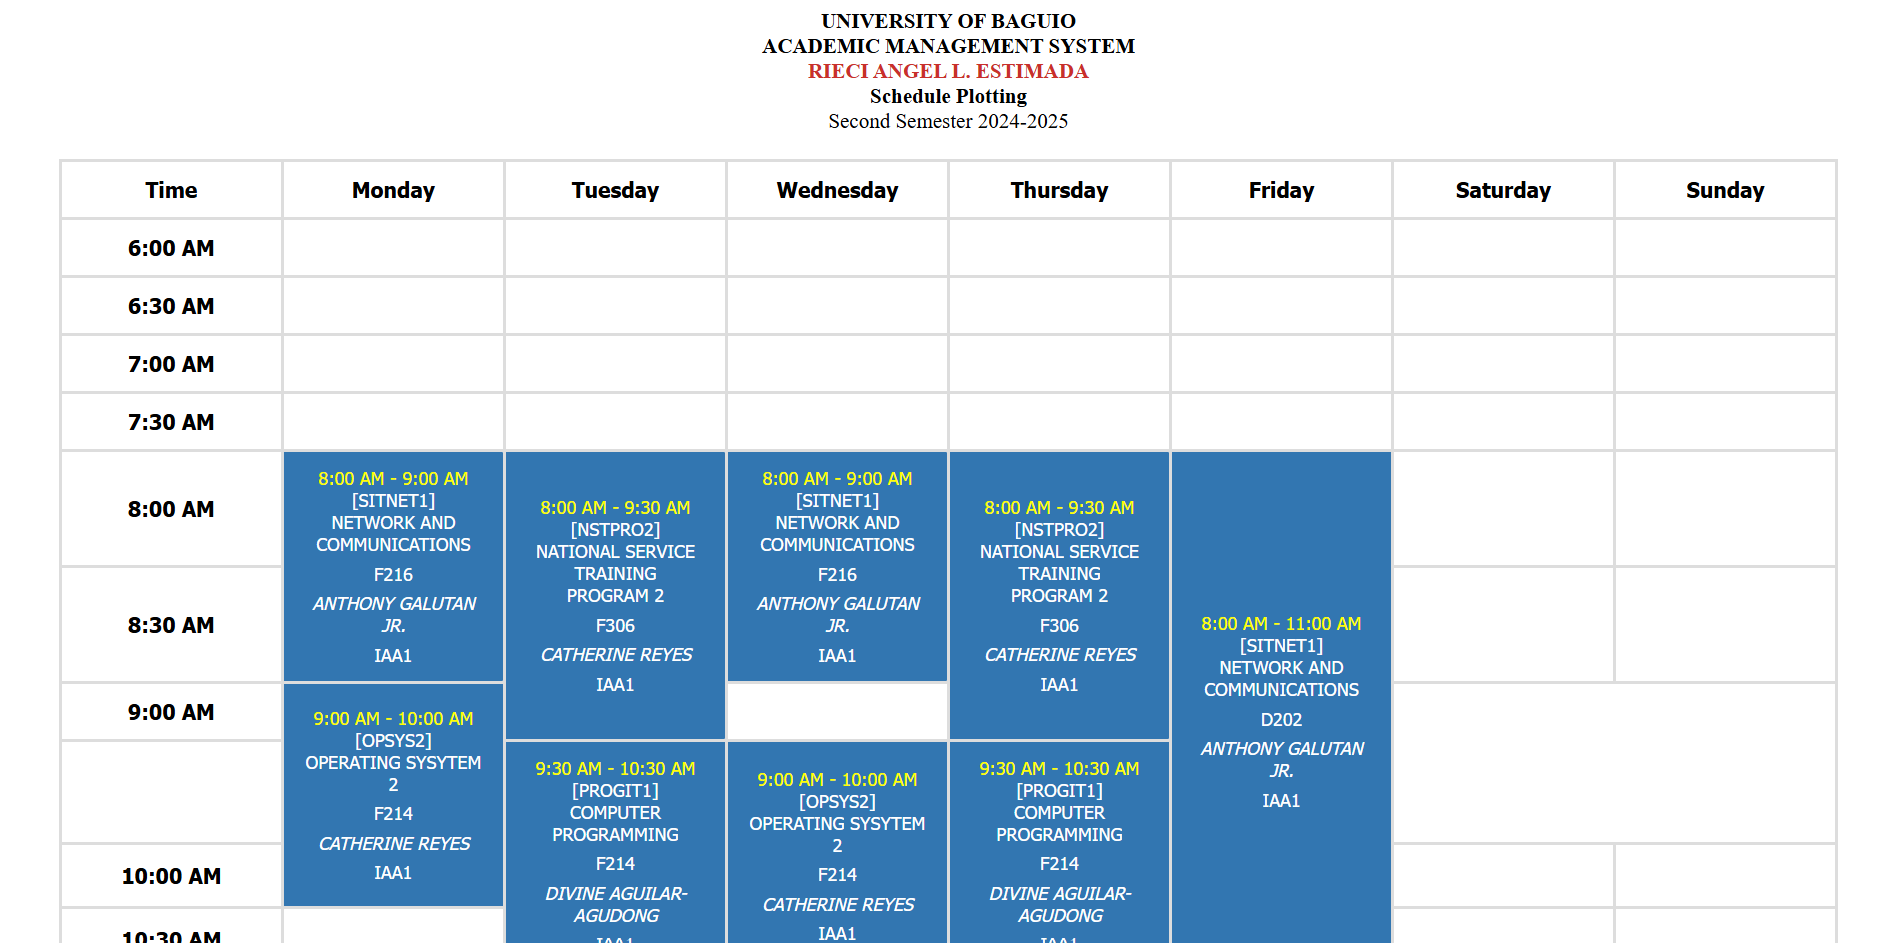 UNIVERSITY OF BAGUIO
ACADEMIC MANAGEMENT SYSTEM
RIECI ANGEL L. ESTIMADA
Schedule Plotting
Second Semester 2024-2025
Time Monday Tuesday Wednesday Thursday Friday Saturday Sunday
6:00 AM
6:30 AM
7:00 AM
7:30 AM
8:00 AM
8:30 AM
9:00 AM
10:00 AM
10:30 AM
8:00 AM - 9:00 AM
[SITNET1]
NETWORK AND
COMMUNICATIONS
F216
ANTHONY GALUTAN
JR.
IAA1
9:00 AM - 10:00 AM
[OPSYS2]
OPERATING SYSYTEM
2
F214
CATHERINE REYES
IAA1
8:00 AM - 9:30 AM
[NSTPRO2]
NATIONAL SERVICE
TRAINING
PROGRAM 2
F306
CATHERINE REYES
IAA1
9:30 AM - 10:30 AM
[PROGIT1]
COMPUTER
PROGRAMMING
F214
DIVINE AGUILAR-
AGUDONG
IAA1
8:00 AM - 9:00 AM
[SITNET1]
NETWORK AND
COMMUNICATIONS
F216
ANTHONY GALUTAN
JR.
IAA1
9:00 AM - 10:00 AM
[OPSYS2]
OPERATING SYSYTEM
2
F214
CATHERINE REYES
IAA1
8:00 AM - 9:30 AM
[NSTPRO2]
NATIONAL SERVICE
TRAINING
PROGRAM 2
F306
CATHERINE REYES
IAA1
9:30 AM - 10:30 AM
[PROGIT1]
COMPUTER
PROGRAMMING
F214
DIVINE AGUILAR-
AGUDONG
IAA1
8:00 AM - 11:00 AM
[SITNET1]
NETWORK AND
COMMUNICATIONS
D202
ANTHONY GALUTAN
JR.
IAA1